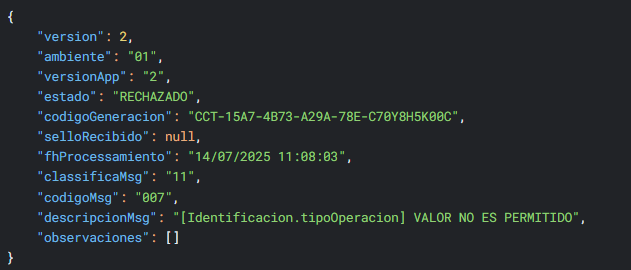 {
"version": 2,
"ambiente": "01",
"versionApp": "2",
"estado": "RECHAZADO",
"codigoGeneracion": "CCT-15A7-4B73-A29A-78E-C70Y8H5K00C",
"selloRecibido": null,
"fhProcessamiento": "14/07/2025 11:08:03",
"classificaMsg": "11",
"codigoMsg": "007",
"descripcionMsg": "[Identificacion.tipoOperacion] VALOR NO ES PERMITIDO",
"observaciones": []
}